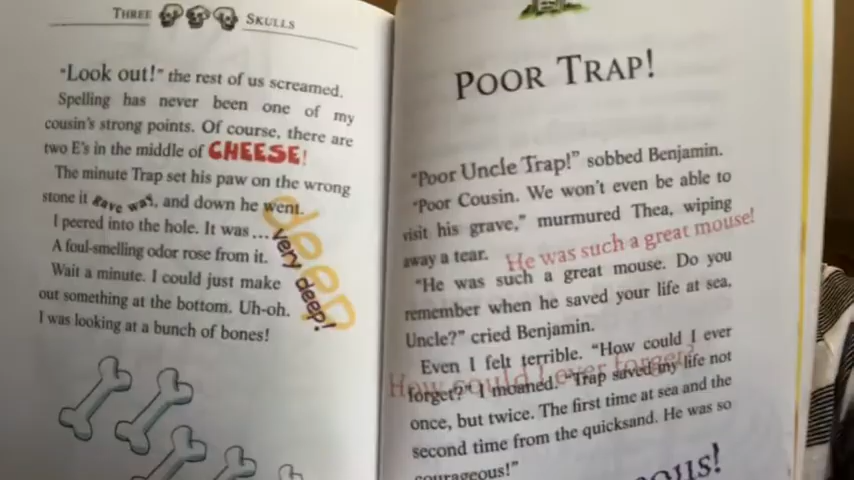 THREE SKULLS
"Look out!" the rest of us screamed.
Spelling has never been one of my
cousin's strong points. Of course, there are
two E's in the middle of CHEESE!
The minute Trap set his paw on the wrong
stone it gave way, and down he went.
I peered into the hole. It was ... deep
very deep!
A foul-smelling odor rose from it.
Wait a minute. I could just make
out something at the bottom. Uh-oh.
I was looking at a bunch of bones!
POOR TRAP!
"Poor Uncle Trap!" sobbed Benjamin.
"Poor Cousin. We won't even be able to
visit his grave," murmured Thea, wiping
away a tear.
He was such a great mouse!
"He was such a great mouse. Do you
remember when he saved your life at sea,
Uncle?" cried Benjamin.
Even I felt terrible. "How could I ever
How could I ever forget?
forget?" I moaned. "Trap saved my life not
once, but twice. The first time at sea and the
second time from the quicksand. He was so
courageous!"